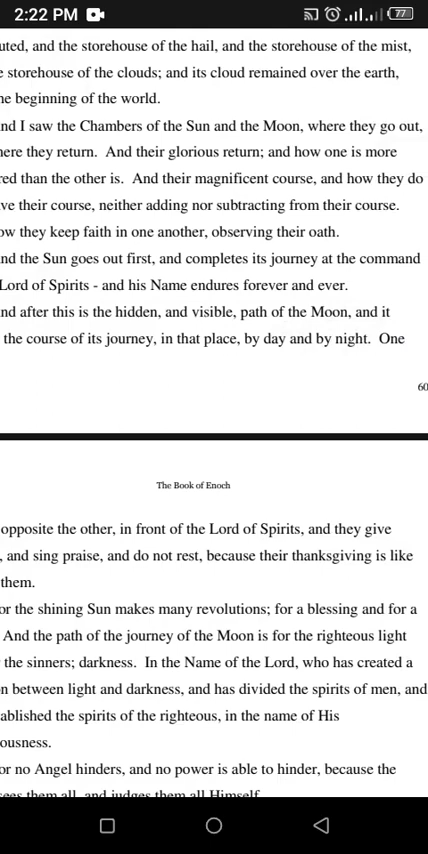 2:22 PM 77
uted, and the storehouse of the hail, and the storehouse of the mist,
e storehouse of the clouds; and its cloud remained over the earth,
he beginning of the world.
nd I saw the Chambers of the Sun and the Moon, where they go out,
here they return. And their glorious return; and how one is more
red than the other is. And their magnificent course, and how they do
ve their course, neither adding nor subtracting from their course.
ow they keep faith in one another, observing their oath.
nd the Sun goes out first, and completes its journey at the command
Lord of Spirits - and his Name endures forever and ever.
nd after this is the hidden, and visible, path of the Moon, and it
the course of its journey, in that place, by day and by night. One
60
The Book of Enoch
opposite the other, in front of the Lord of Spirits, and they give
, and sing praise, and do not rest, because their thanksgiving is like
them.
or the shining Sun makes many revolutions; for a blessing and for a
And the path of the journey of the Moon is for the righteous light
the sinners; darkness. In the Name of the Lord, who has created a
n between light and darkness, and has divided the spirits of men, and
ablished the spirits of the righteous, in the name of His
ousness.
or no Angel hinders, and no power is able to hinder, because the
sees them all, and judges them all Himself